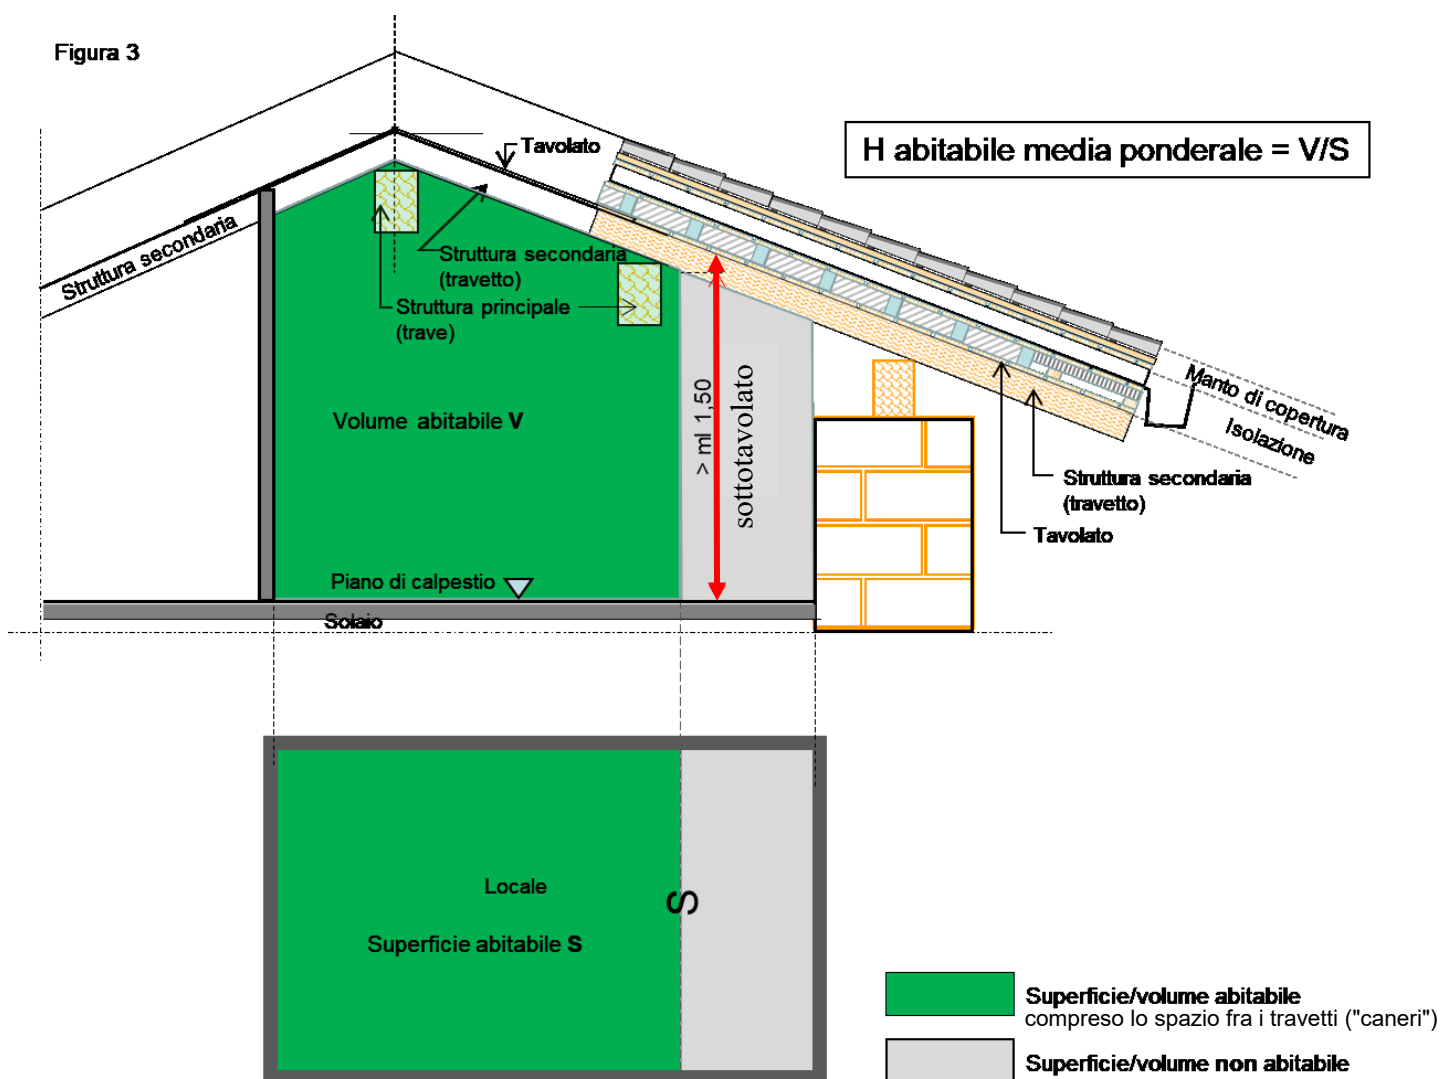 Figura 3
H abitabile media ponderale = V/S
Tavolato
Struttura secondaria
Struttura secondaria
(travetto)
Struttura principale
(trave)
Volume abitabile V
> ml 1,50
sottotavolato
Manto di copertura
Isolazione
Struttura secondaria
(travetto)
Tavolato
Piano di calpestio
Solaio
Locale
S
Superficie abitabile S
Superficie/volume abitabile
compreso lo spazio fra i travetti ("caneri")
Superficie/volume non abitabile